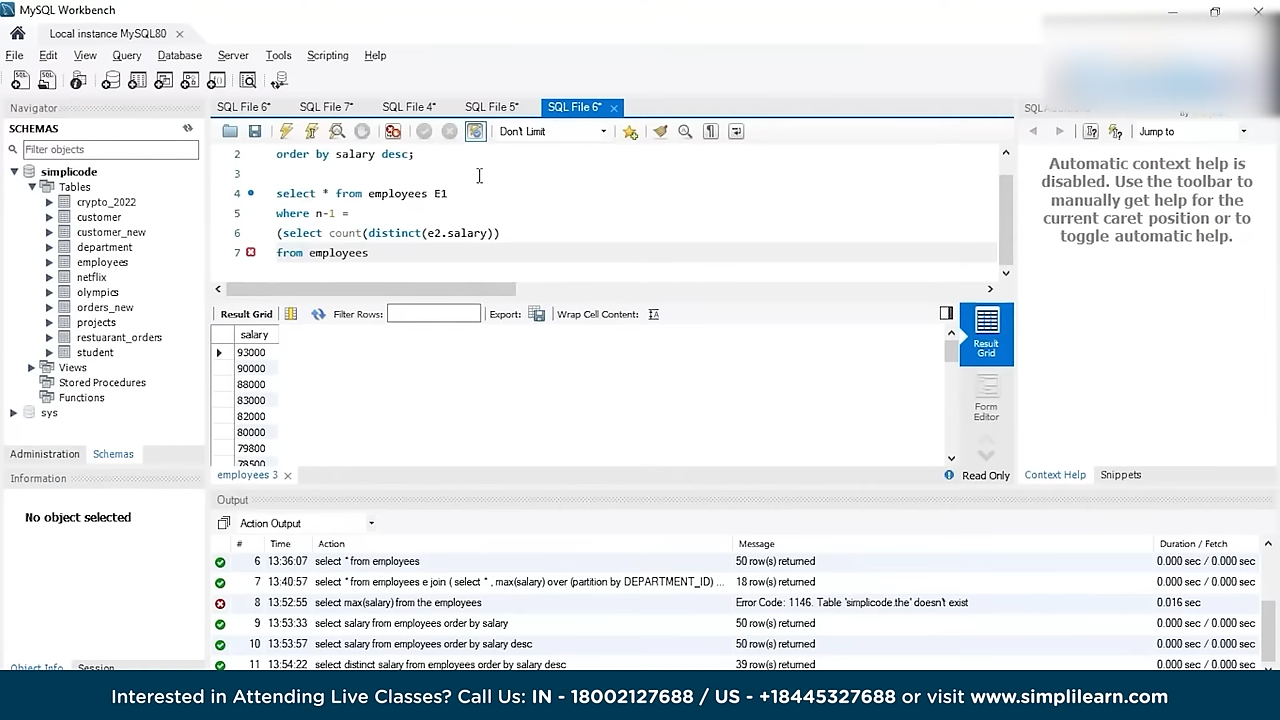 MySQL Workbench
Local instance MySQL80
File Edit View Query Database Server Tools Scripting Help
Navigator
SCHEMAS
Filter objects
simplicode
Tables
crypto_2022
customer
customer_new
department
employees
netflix
olympics
orders_new
projects
restuarant_orders
student
Views
Stored Procedures
Functions
sys
Administration Schemas
Information
No object selected
Object Info Session
SQL File 6* SQL File 7* SQL File 4* SQL File 5* SQL File 6*
Don't Limit
2 order by salary desc;
3
4 select * from employees E1
5 where n-1 =
6 (select count(distinct(e2.salary))
7 from employees
Result Grid Filter Rows: Export: Wrap Cell Content:
salary
93000
90000
88000
83000
82000
80000
79800
78500
Result Grid
Form Editor
employees 3 Read Only
Jump to
Automatic context help is
disabled. Use the toolbar to
manually get help for the
current caret position or to
toggle automatic help.
Context Help Snippets
Output
Action Output
# Time Action Message Duration / Fetch
6 13:36:07 select * from employees 50 row(s) returned 0.000 sec / 0.000 sec
7 13:40:57 select * from employees e join ( select * , max(salary) over (partition by DEPARTMENT_ID) ... 18 row(s) returned 0.000 sec / 0.000 sec
8 13:52:55 select max(salary) from the employees Error Code: 1146. Table 'simplicode.the' doesn't exist 0.016 sec
9 13:53:33 select salary from employees order by salary 50 row(s) returned 0.000 sec / 0.000 sec
10 13:53:57 select salary from employees order by salary desc 50 row(s) returned 0.000 sec / 0.000 sec
11 13:54:22 select distinct salary from employees order by salary desc 39 row(s) returned 0.000 sec / 0.000 sec
Interested in Attending Live Classes? Call Us: IN - 18002127688 / US - +18445327688 or visit www.simplilearn.com